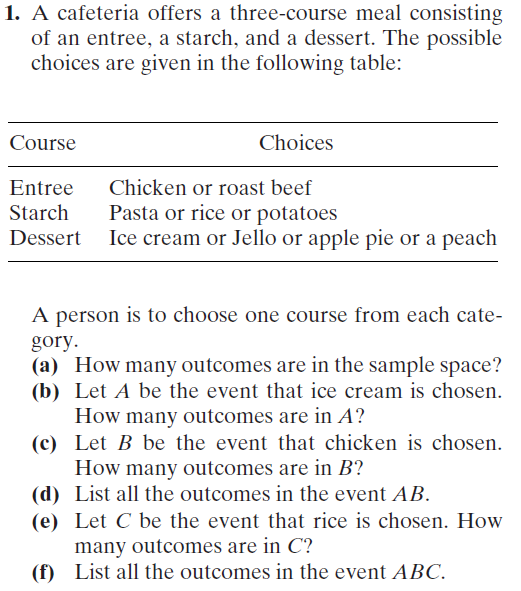 1. A cafeteria offers a three-course meal consisting
of an entree, a starch, and a dessert. The possible
choices are given in the following table:
Course Choices
Entree Chicken or roast beef
Starch Pasta or rice or potatoes
Dessert Ice cream or Jello or apple pie or a peach
A person is to choose one course from each cate-
gory.
(a) How many outcomes are in the sample space?
(b) Let A be the event that ice cream is chosen.
How many outcomes are in A?
(c) Let B be the event that chicken is chosen.
How many outcomes are in B?
(d) List all the outcomes in the event AB.
(e) Let C be the event that rice is chosen. How
many outcomes are in C?
(f) List all the outcomes in the event ABC.